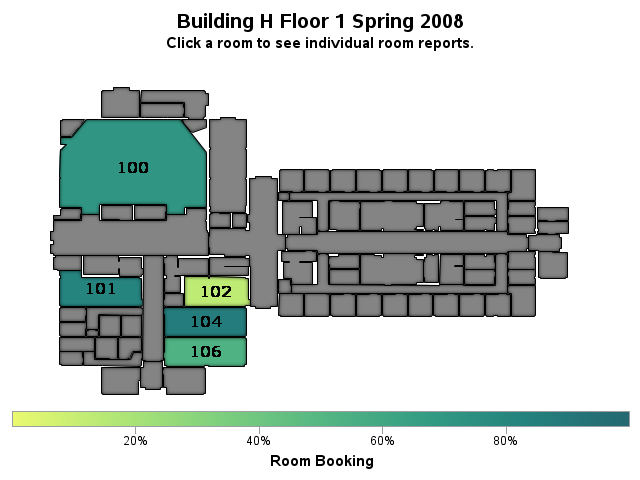 Building H Floor 1 Spring 2008
Click a room to see individual room reports.
100
101
102
104
106
20% 40% 60% 80%
Room Booking